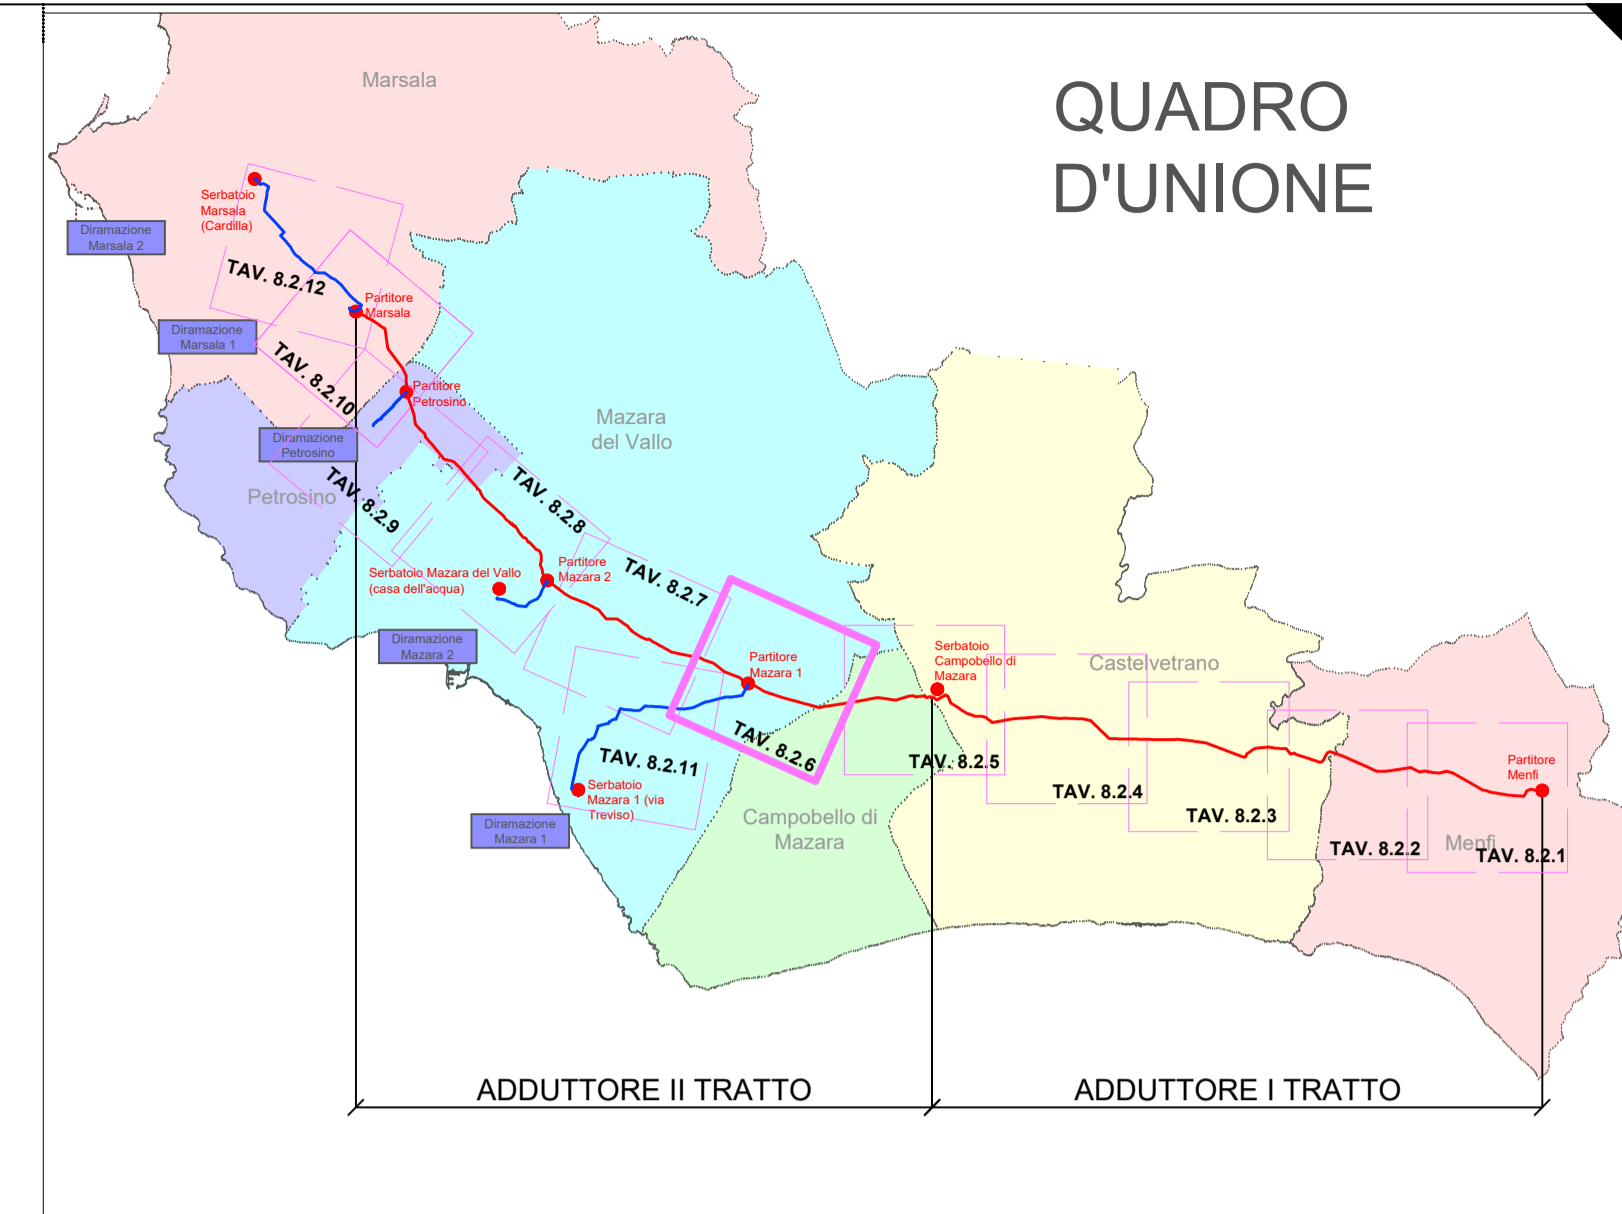 QUADRO
D'UNIONE
Marsala
Serbatoio
Marsala
(Cardilla)
Diramazione
Marsala 2
TAV. 8.2.12
Partitore
Marsala
Diramazione
Marsala 1
TAV. 8.2.10
Partitore
Petrosino
Diramazione
Petrosino
Mazara
del Vallo
Petrosino
TAV. 8.2.9
TAV. 8.2.8
Serbatoio Mazara del Vallo
(casa dell'acqua)
Partitore
Mazara 2
TAV. 8.2.7
Diramazione
Mazara 2
Partitore
Mazara 1
Serbatoio
Campobello di
Mazara
Castelvetrano
TAV. 8.2.6
TAV. 8.2.11
TAV. 8.2.5
Serbatoio
Mazara 1 (via
Treviso)
TAV. 8.2.4
Partitore
Menfi
Diramazione
Mazara 1
Campobello di
Mazara
TAV. 8.2.3
TAV. 8.2.2
Menfi
TAV. 8.2.1
ADDUTTORE II TRATTO
ADDUTTORE I TRATTO